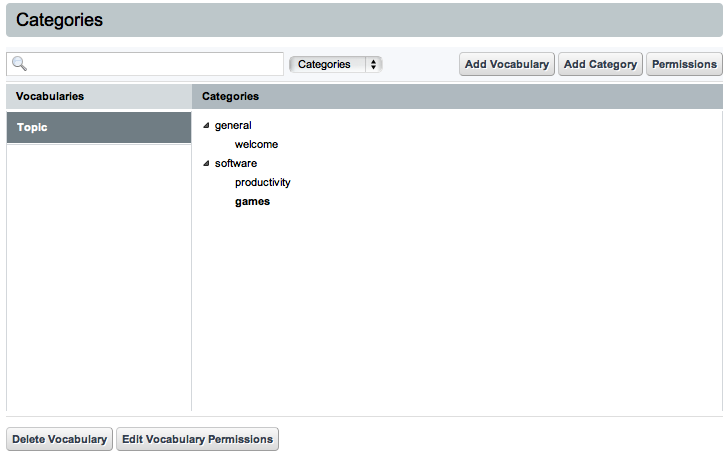 Categories
Categories
Add Vocabulary
Add Category
Permissions
Vocabularies
Categories
Topic
general
welcome
software
productivity
games
Delete Vocabulary
Edit Vocabulary Permissions